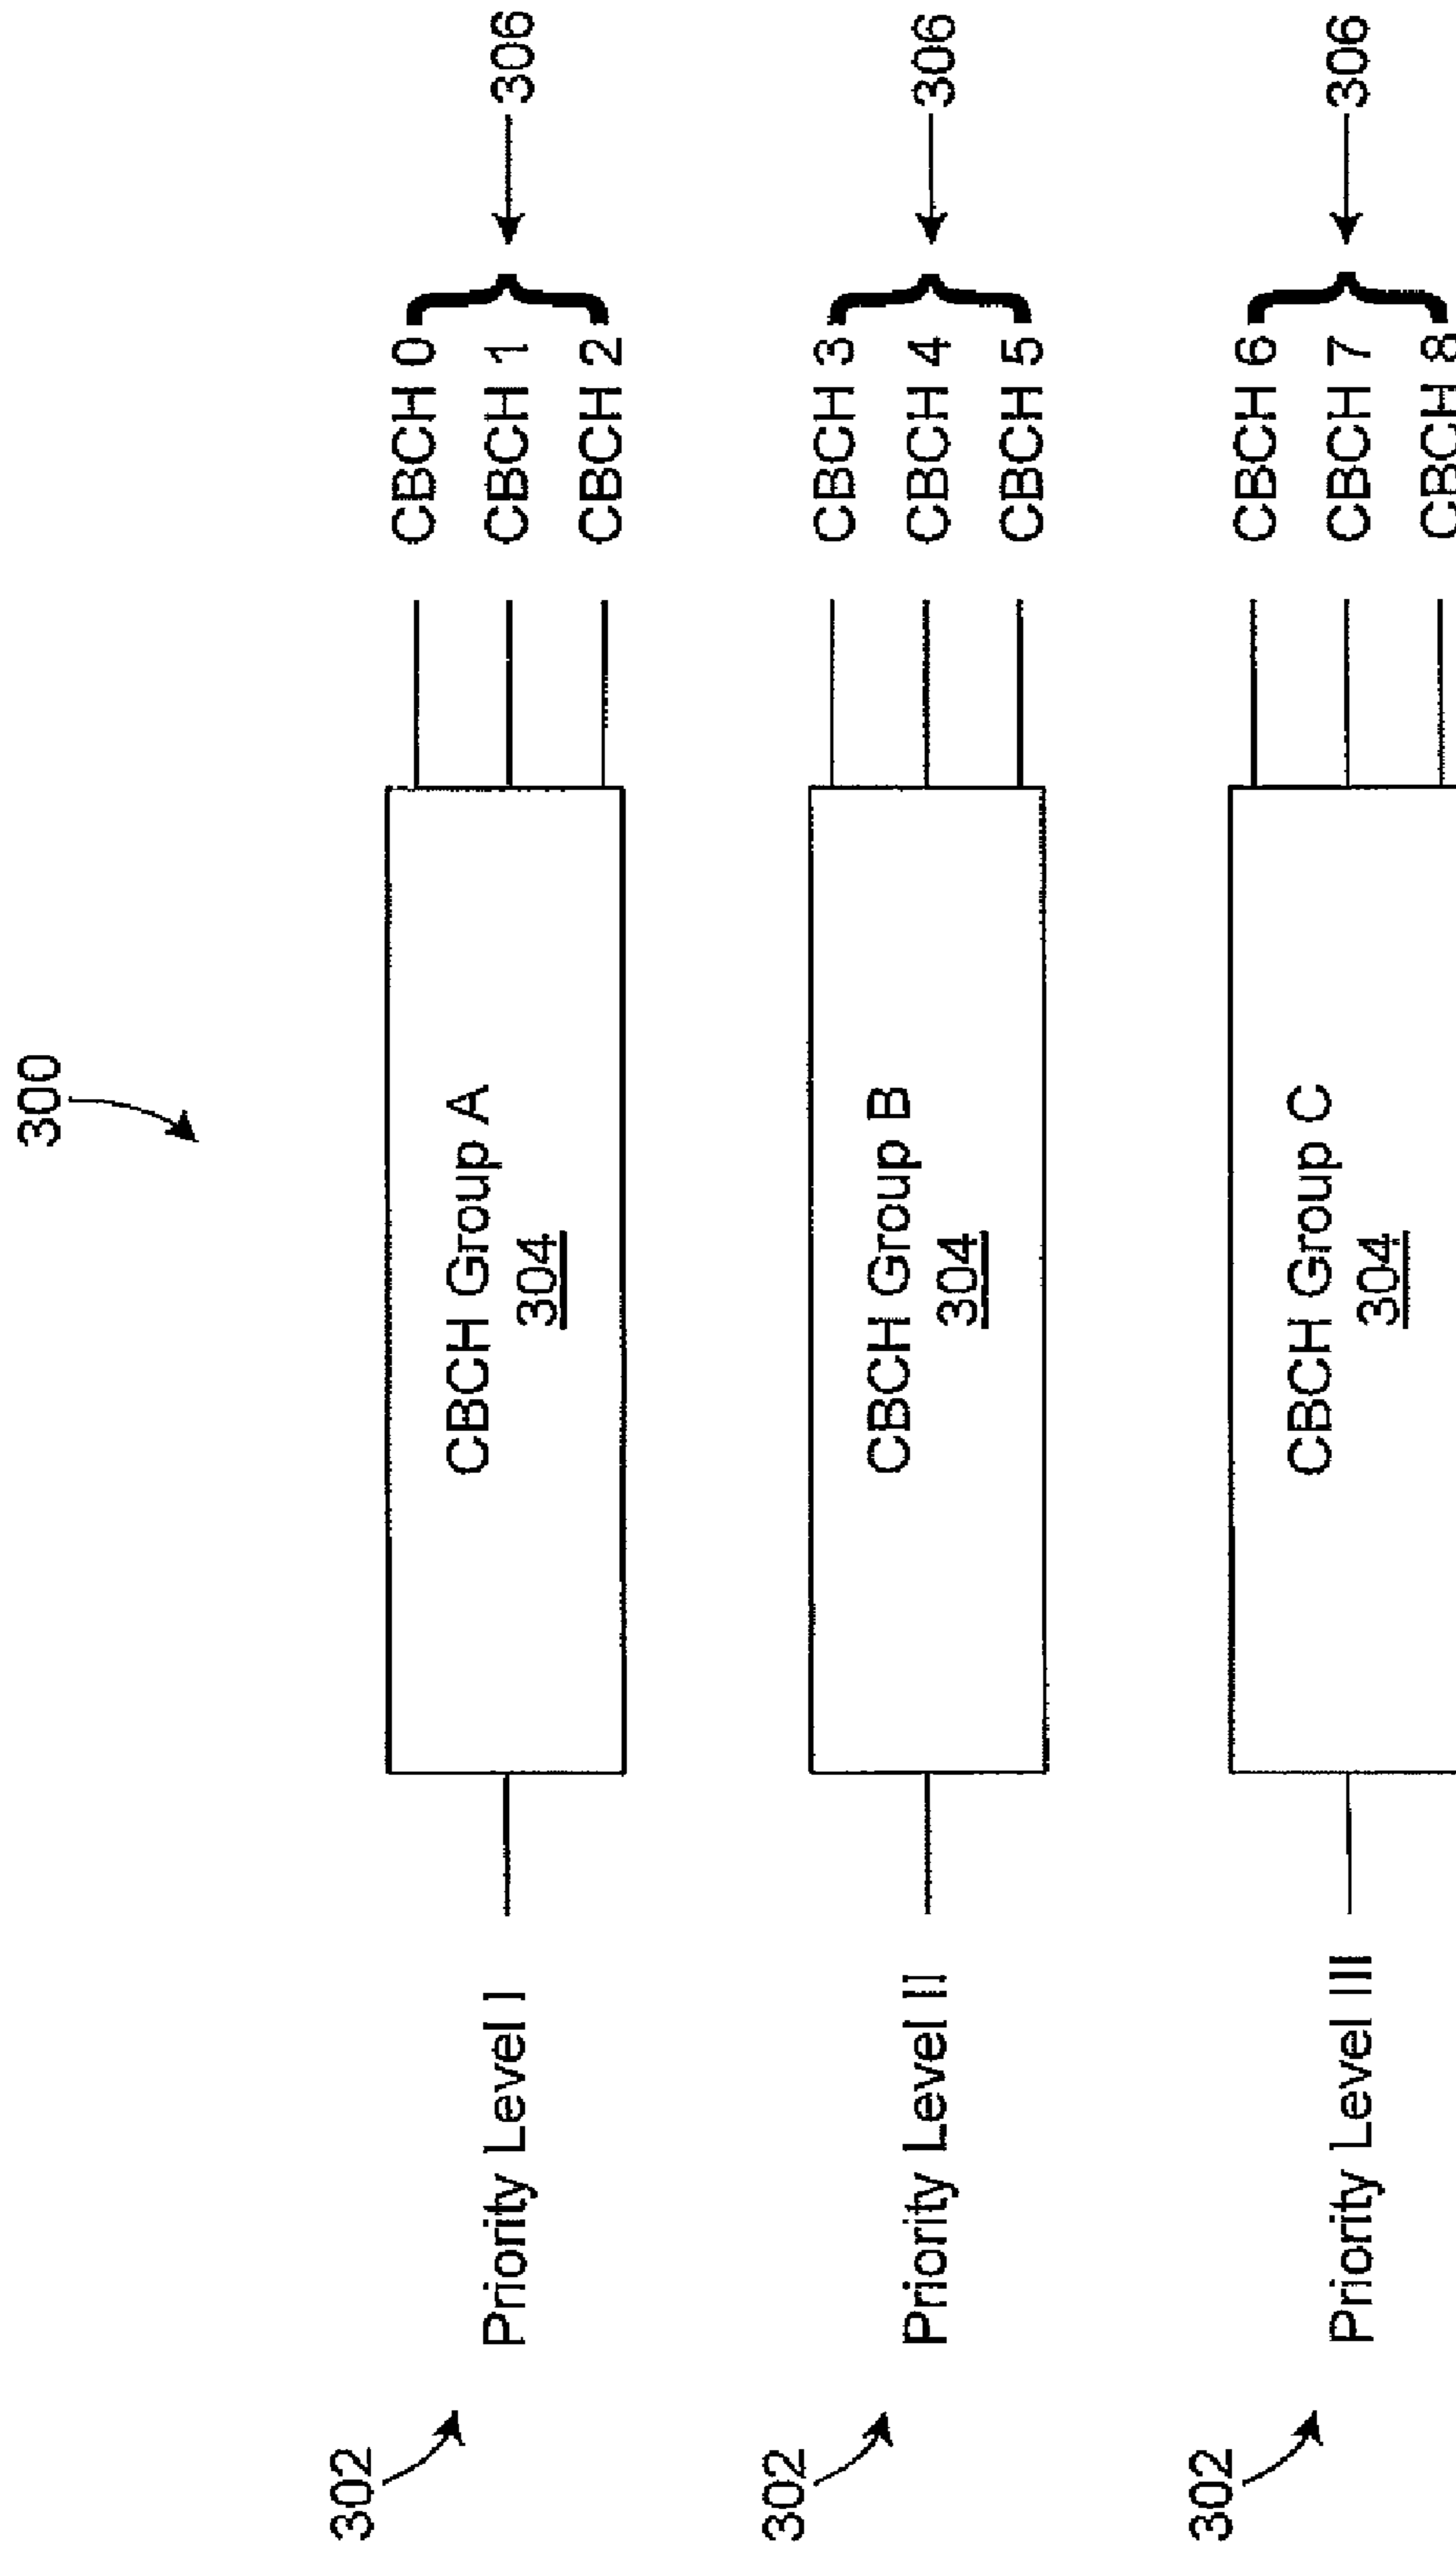 300
302
Priority Level I
CBCH Group A
304
CBCH 0
CBCH 1
CBCH 2
306
302
Priority Level II
CBCH Group B
304
CBCH 3
CBCH 4
CBCH 5
306
302
Priority Level III
CBCH Group C
304
CBCH 6
CBCH 7
CBCH 8
306